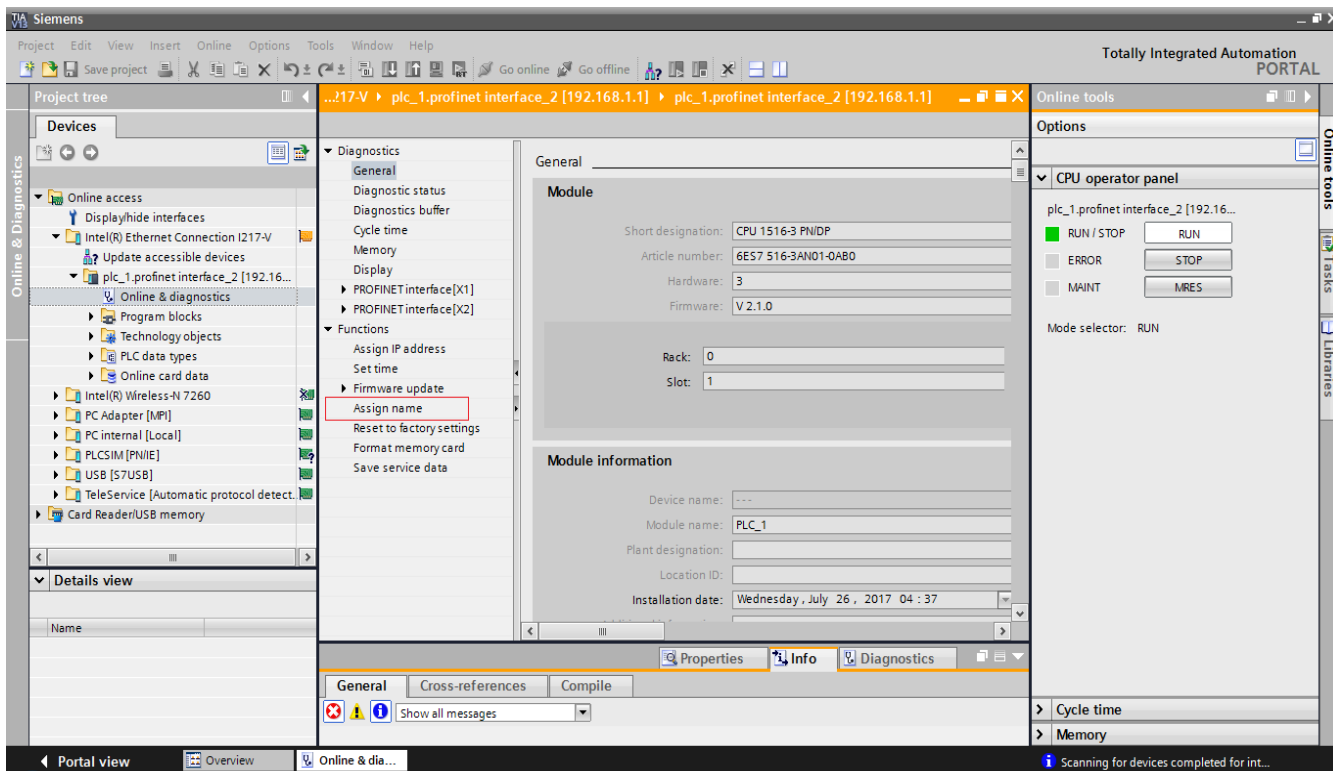 Siemens
Project Edit View Insert Online Options Tools Window Help
Totally Integrated Automation
PORTAL
Save project Go online Go offline
Project tree
...217-V ▸ plc_1.profinet interface_2 [192.168.1.1] ▸ plc_1.profinet interface_2 [192.168.1.1]
Online tools
Devices
Options
Online & Diagnostics
Online access
Display/hide interfaces
Intel(R) Ethernet Connection I217-V
Update accessible devices
plc_1.profinet interface_2 [192.16...
Online & diagnostics
Program blocks
Technology objects
PLC data types
Online card data
Intel(R) Wireless-N 7260
PC Adapter [MPI]
PC internal [Local]
PLCSIM [PN/IE]
USB [S7USB]
TeleService [Automatic protocol detect...
Card Reader/USB memory
Details view
Name
Diagnostics
General
Diagnostic status
Diagnostics buffer
Cycle time
Memory
Display
PROFINET interface[X1]
PROFINET interface[X2]
Functions
Assign IP address
Set time
Firmware update
Assign name
Reset to factory settings
Format memory card
Save service data
General
Module
Short designation: CPU 1516-3 PN/DP
Article number: 6ES7 516-3AN01-0AB0
Hardware: 3
Firmware: V 2.1.0
Rack: 0
Slot: 1
Module information
Device name: ---
Module name: PLC_1
Plant designation:
Location ID:
Installation date: Wednesday , July 26 , 2017 04 : 37
Properties Info Diagnostics
General Cross-references Compile
Show all messages
CPU operator panel
plc_1.profinet interface_2 [192.16...
RUN / STOP RUN
ERROR STOP
MAINT MRES
Mode selector: RUN
Cycle time
Memory
Online tools
Tasks
Libraries
Portal view Overview Online & dia... Scanning for devices completed for int...